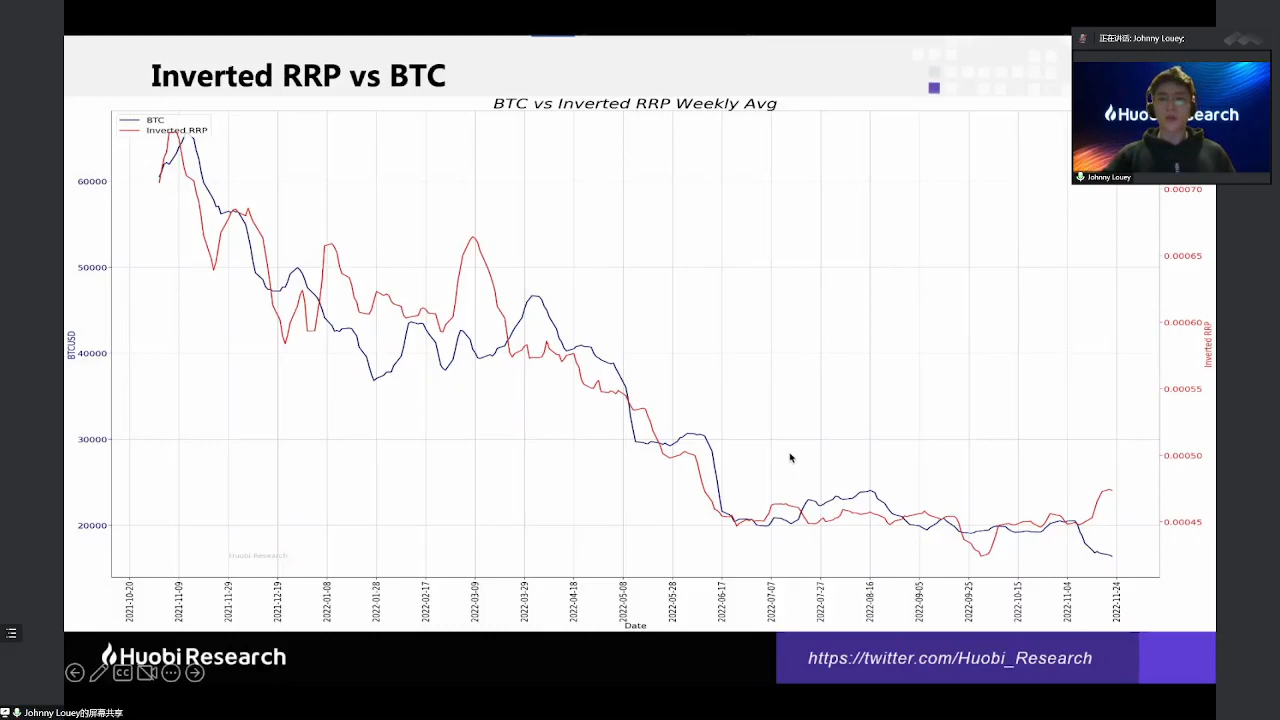 正在讲话: Johnny Louey;
Inverted RRP vs BTC
BTC vs Inverted RRP Weekly Avg
Huobi Research
Johnny Louey
BTC
Inverted RRP
60000
50000
40000
30000
20000
BTCUSD
0.00070
0.00065
0.00060
0.00055
0.00050
0.00045
Inverted RRP
Huobi Research
2021-10-20
2021-11-09
2021-11-29
2021-12-19
2022-01-08
2022-01-28
2022-02-17
2022-03-09
2022-03-29
2022-04-18
2022-05-08
2022-05-28
2022-06-17
2022-07-07
2022-07-27
2022-08-16
2022-09-05
2022-09-25
2022-10-15
2022-11-04
2022-11-24
Date
Huobi Research
https://twitter.com/Huobi_Research
CC
Johnny Louey的屏幕共享